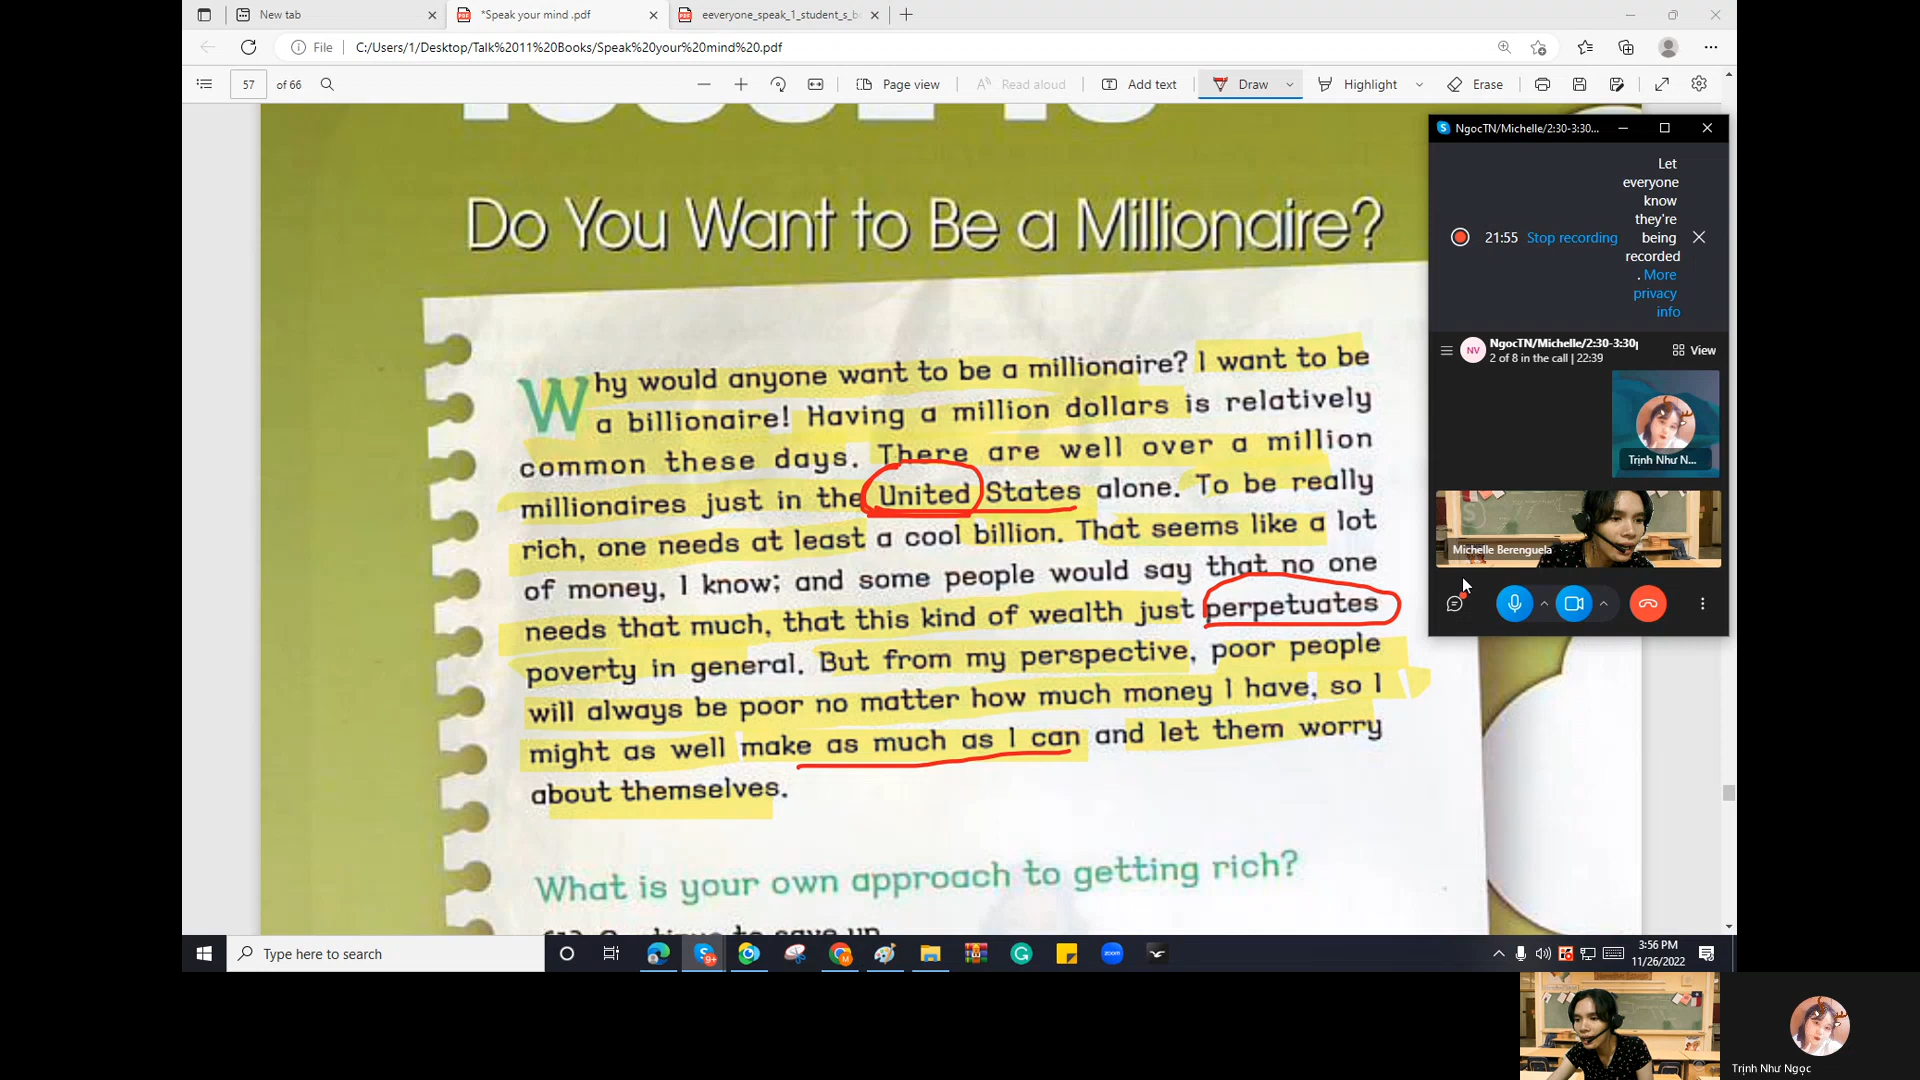 New tab
*Speak your mind .pdf
eeveryone_speak_1_student_s_b
File
C:/Users/1/Desktop/Talk%2011%20Books/Speak%20your%20mind%20.pdf
57 of 66
Page view
Read aloud
Add text
Draw
Highlight
Erase
Do You Want to Be a Millionaire?
Why would anyone want to be a millionaire? I want to be
a billionaire! Having a million dollars is relatively
common these days. There are well over a million
millionaires just in the United States alone. To be really
rich, one needs at least a cool billion. That seems like a lot
of money, I know; and some people would say that no one
needs that much, that this kind of wealth just perpetuates
poverty in general. But from my perspective, poor people
will always be poor no matter how much money I have, so I
might as well make as much as I can and let them worry
about themselves.
What is your own approach to getting rich?
NgocTN/Michelle/2:30-3:30...
21:55 Stop recording
Let
everyone
know
they're
being
recorded
. More
privacy
info
NV
NgocTN/Michelle/2:30-3:30
2 of 8 in the call | 22:39
View
Trịnh Như N...
Michelle Berenguela
Type here to search
9+
zoom
3:56 PM
11/26/2022
Trịnh Như Ngọc